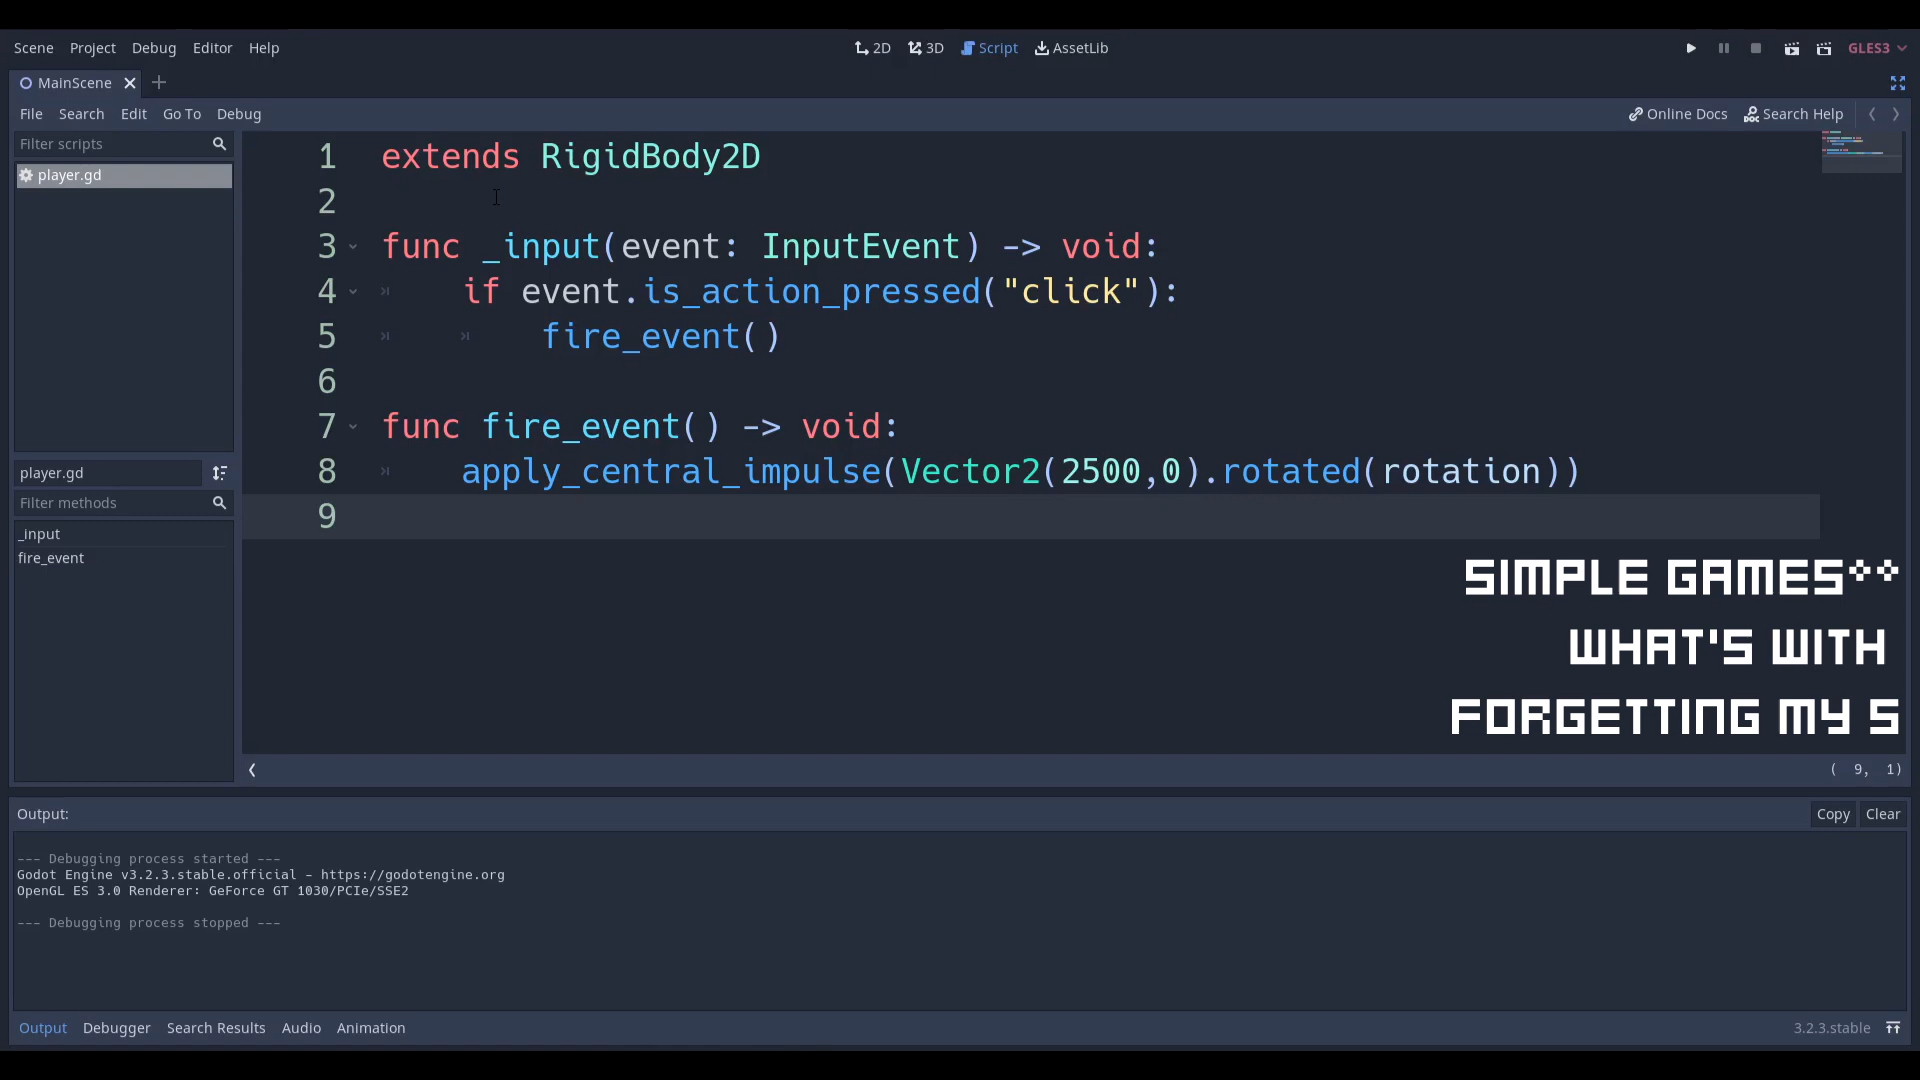 Scene Project Debug Editor Help 2D 3D Script AssetLib GLES3
MainScene
File Search Edit Go To Debug Online Docs Search Help
Filter scripts
player.gd
1 extends RigidBody2D
2
3 func _input(event: InputEvent) -> void:
4 if event.is_action_pressed("click"):
5 fire_event()
6
7 func fire_event() -> void:
8 apply_central_impulse(Vector2(2500,0).rotated(rotation))
9
player.gd
Filter methods
_input
fire_event
SIMPLE GAMES
WHAT'S WITH
FORGETTING MY S
( 9, 1)
Output: Copy Clear
--- Debugging process started ---
Godot Engine v3.2.3.stable.official - https://godotengine.org
OpenGL ES 3.0 Renderer: GeForce GT 1030/PCIe/SSE2
--- Debugging process stopped ---
Output Debugger Search Results Audio Animation 3.2.3.stable